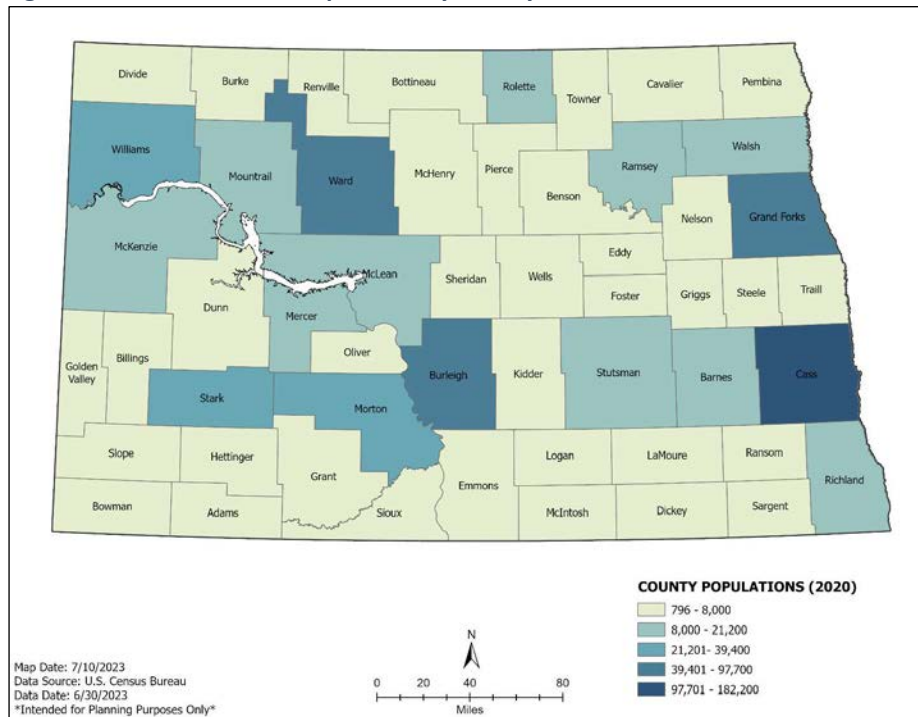 Divide
Burke
Renville
Bottineau
Rolette
Towner
Cavalier
Pembina
Williams
Mountrail
Ward
McHenry
Pierce
Benson
Ramsey
Walsh
Nelson
Grand Forks
McKenzie
Dunn
McLean
Mercer
Sheridan
Wells
Eddy
Foster
Griggs
Steele
Traill
Golden
Valley
Billings
Oliver
Burleigh
Kidder
Stutsman
Barnes
Cass
Stark
Morton
Slope
Hettinger
Grant
Emmons
Logan
LaMoure
Ransom
Richland
Bowman
Adams
Sioux
McIntosh
Dickey
Sargent
COUNTY POPULATIONS (2020)
796 - 8,000
8,000 - 21,200
21,201- 39,400
39,401 - 97,700
97,701 - 182,200
N
0 20 40 80
Miles
Map Date: 7/10/2023
Data Source: U.S. Census Bureau
Data Date: 6/30/2023
*Intended for Planning Purposes Only*